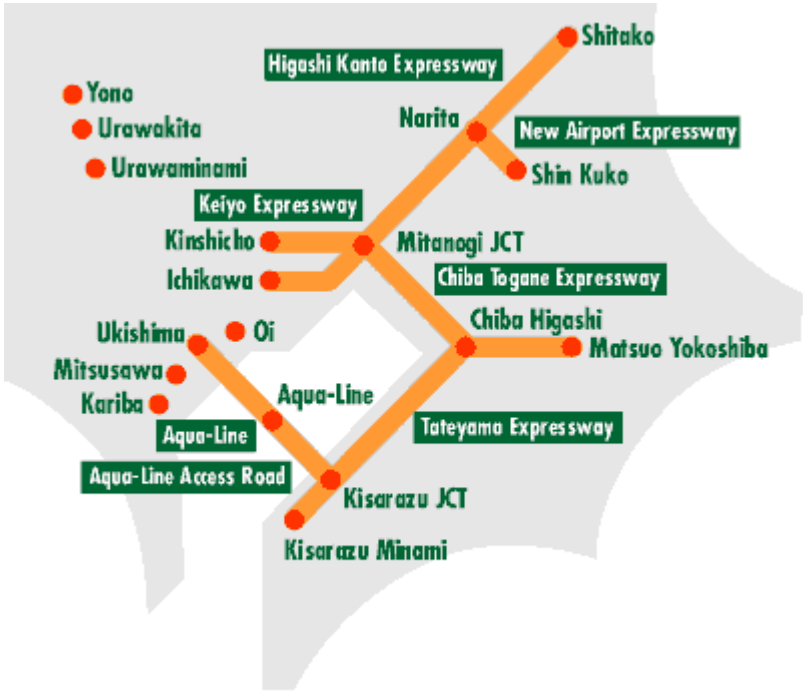 Shitako
Higashi Kanto Expressway
Yono
Narita
New Airport Expressway
Urawakita
Urawaminami
Shin Kuko
Keiyo Expressway
Kinshicho
Mitanogi JCT
Ichikawa
Chiba Togane Expressway
Chiba Higashi
Ukishima
Oi
Matsuo Yokoshiba
Mitsusawa
Aqua-Line
Kariba
Tateyama Expressway
Aqua-Line
Aqua-Line Access Road
Kisarazu JCT
Kisarazu Minami